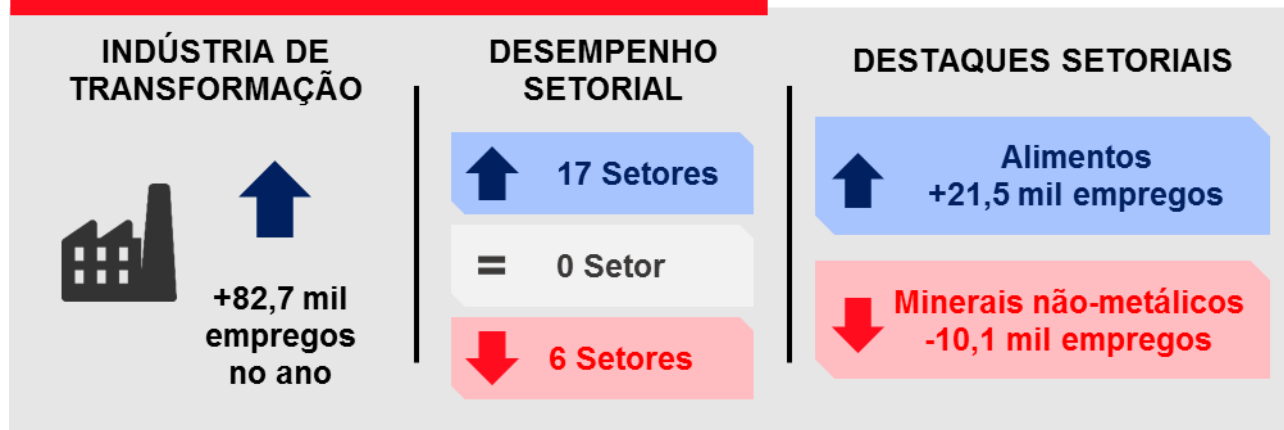 INDÚSTRIA DE
TRANSFORMAÇÃO
+82,7 mil
empregos
no ano
DESEMPENHO
SETORIAL
17 Setores
= 0 Setor
6 Setores
DESTAQUES SETORIAIS
Alimentos
+21,5 mil empregos
Minerais não-metálicos
-10,1 mil empregos